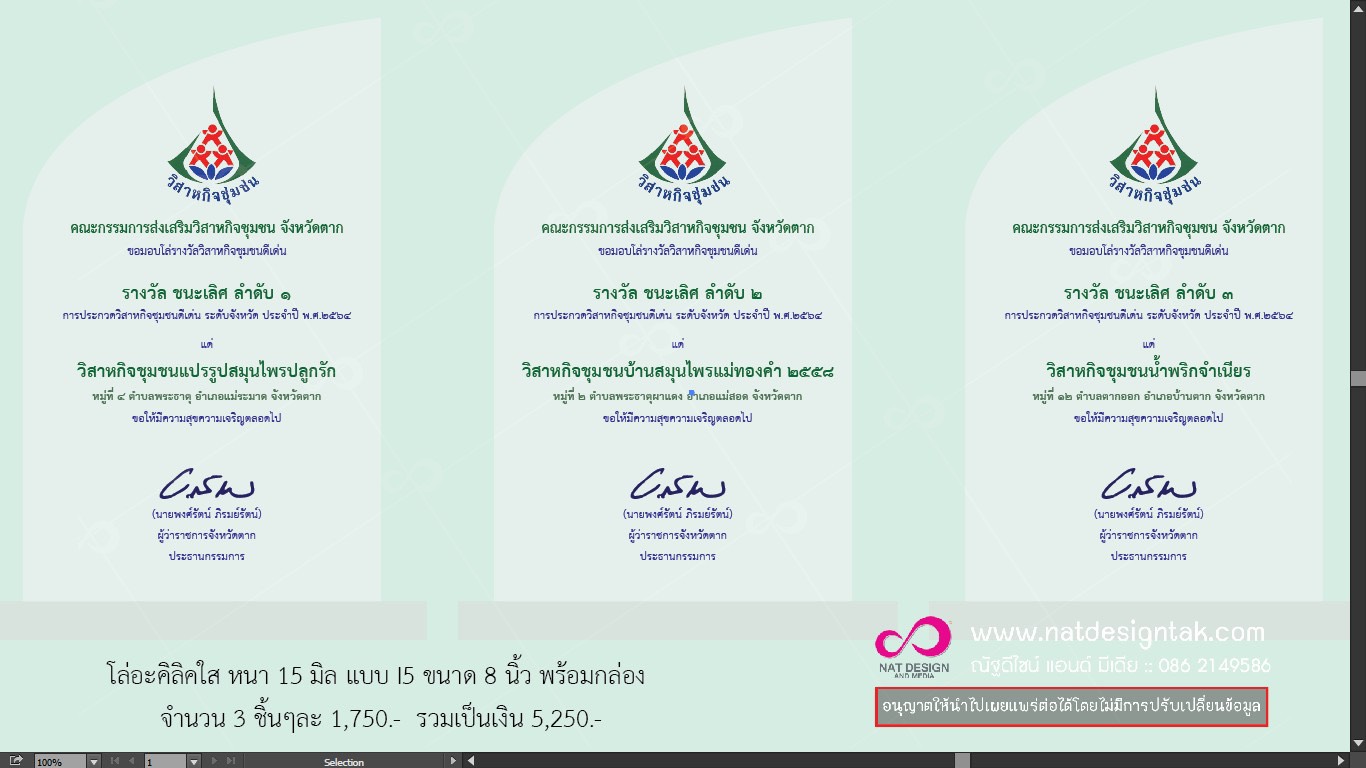 วิสาหกิจชุมชน
คณะกรรมการส่งเสริมวิสาหกิจชุมชน จังหวัดตาก
ขอมอบโล่รางวัลวิสาหกิจชุมชนดีเด่น
รางวัล ชนะเลิศ ลำดับ ๑
การประกวดวิสาหกิจชุมชนดีเด่น ระดับจังหวัด ประจำปี พ.ศ.๒๕๖๔
แด่
วิสาหกิจชุมชนแปรรูปสมุนไพรปลูกรัก
หมู่ที่ ๔ ตำบลพระธาตุ อำเภอแม่ระมาด จังหวัดตาก
ขอให้มีความสุขความเจริญตลอดไป
(นายพงศ์รัตน์ ภิรมย์รัตน์)
ผู้ว่าราชการจังหวัดตาก
ประธานกรรมการ
วิสาหกิจชุมชน
คณะกรรมการส่งเสริมวิสาหกิจชุมชน จังหวัดตาก
ขอมอบโล่รางวัลวิสาหกิจชุมชนดีเด่น
รางวัล ชนะเลิศ ลำดับ ๒
การประกวดวิสาหกิจชุมชนดีเด่น ระดับจังหวัด ประจำปี พ.ศ.๒๕๖๔
แด่
วิสาหกิจชุมชนบ้านสมุนไพรแม่ทองคำ ๒๕๕๘
หมู่ที่ ๒ ตำบลพระธาตุผาแดง อำเภอแม่สอด จังหวัดตาก
ขอให้มีความสุขความเจริญตลอดไป
(นายพงศ์รัตน์ ภิรมย์รัตน์)
ผู้ว่าราชการจังหวัดตาก
ประธานกรรมการ
วิสาหกิจชุมชน
คณะกรรมการส่งเสริมวิสาหกิจชุมชน จังหวัดตาก
ขอมอบโล่รางวัลวิสาหกิจชุมชนดีเด่น
รางวัล ชนะเลิศ ลำดับ ๓
การประกวดวิสาหกิจชุมชนดีเด่น ระดับจังหวัด ประจำปี พ.ศ.๒๕๖๔
แด่
วิสาหกิจชุมชนน้ำพริกจำเนียร
หมู่ที่ ๑๒ ตำบลตากออก อำเภอบ้านตาก จังหวัดตาก
ขอให้มีความสุขความเจริญตลอดไป
(นายพงศ์รัตน์ ภิรมย์รัตน์)
ผู้ว่าราชการจังหวัดตาก
ประธานกรรมการ
โล่อะคิลิคใส หนา 15 มิล แบบ I5 ขนาด 8 นิ้ว พร้อมกล่อง
จำนวน 3 ชิ้นๆละ 1,750.- รวมเป็นเงิน 5,250.-
NAT DESIGN
AND MEDIA
www.natdesigntak.com
ณัฐดีไซน์ แอนด์ มีเดีย :: 086 2149586
อนุญาตให้นำไปเผยแพร่ต่อได้โดยไม่มีการปรับเปลี่ยนข้อมูล
100%
1
Selection